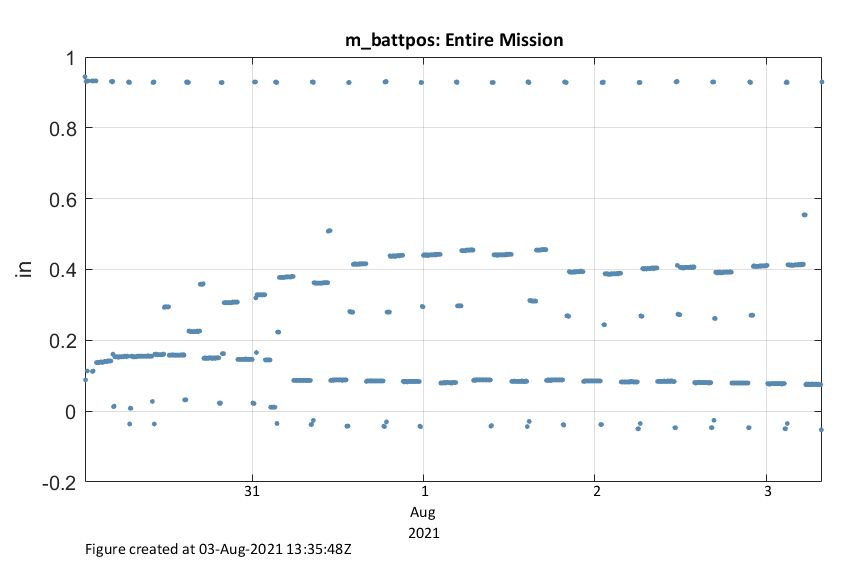 m_battpos: Entire Mission
1
0.8
0.6
0.4
0.2
0
-0.2
in
31 1 2 3
Aug
2021
Figure created at 03-Aug-2021 13:35:48Z